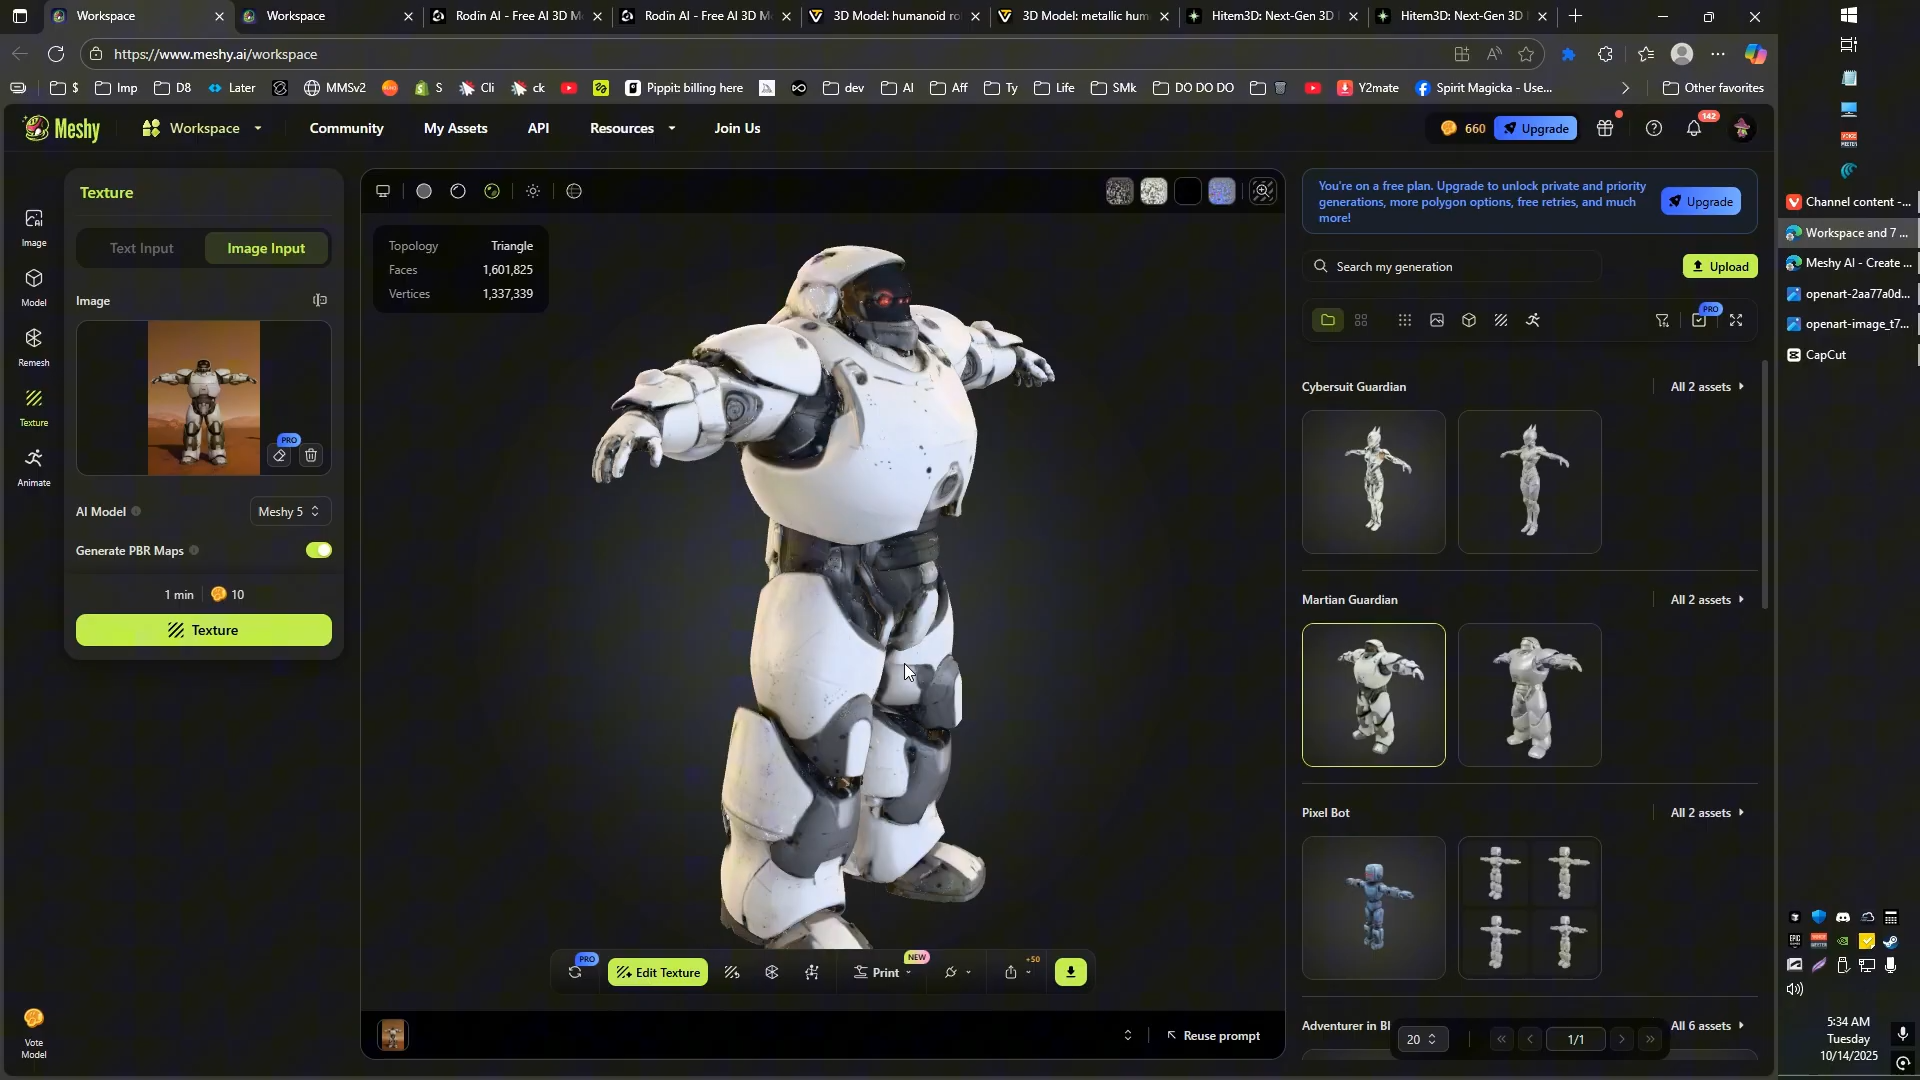 Workspace
Workspace
Rodin AI - Free AI 3D M
Rodin AI - Free AI 3D M
3D Model: humanoid ro
3D Model: metallic hum
Hitem3D: Next-Gen 3D
Hitem3D: Next-Gen 3D
https://www.meshy.ai/workspace
$
Imp
D8
Later
MMSv2
S
Cli
ck
Pippit: billing here
dev
AI
Aff
Ty
Life
SMk
DO DO DO
Y2mate
Spirit Magicka - Use...
Other favorites
Meshy
Workspace
Community
My Assets
API
Resources
Join Us
660
Upgrade
142
Image
Model
Remesh
Texture
Animate
Vote
Model
Texture
Text Input
Image Input
Image
PRO
AI Model
Meshy 5
Generate PBR Maps
1 min
10
Texture
Topology Triangle
Faces 1,601,825
Vertices 1,337,339
PRO
Edit Texture
Print
NEW
+50
Reuse prompt
You're on a free plan. Upgrade to unlock private and priority
generations, more polygon options, free retries, and much
more!
Upgrade
Search my generation
Upload
PRO
Cybersuit Guardian
All 2 assets
Martian Guardian
All 2 assets
Pixel Bot
All 2 assets
Adventurer in Bl
All 6 assets
20
1/1
Channel content -...
Workspace and 7 ...
Meshy AI - Create ...
openart-2aa77a0d...
openart-image_t7...
CapCut
5:34 AM
Tuesday
10/14/2025